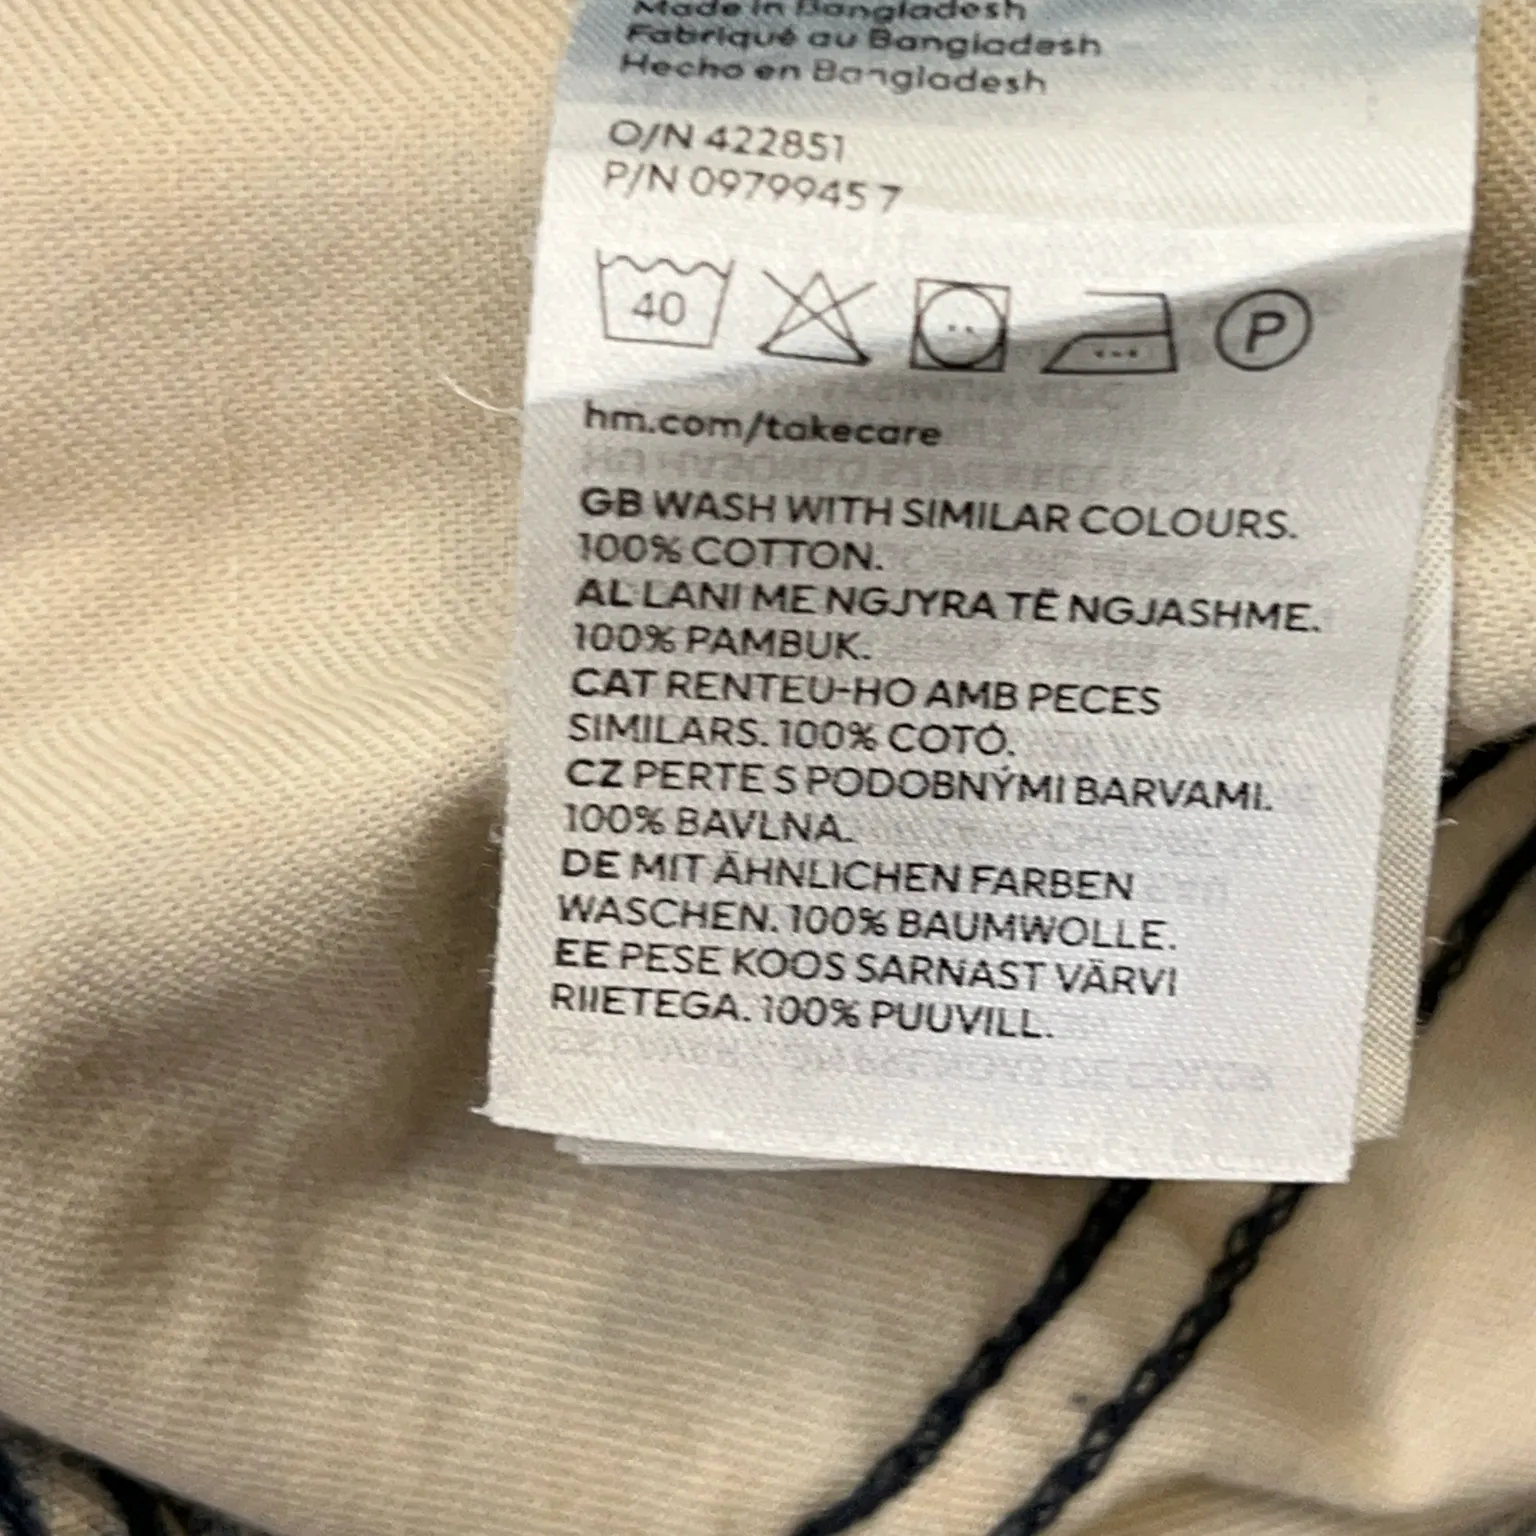 Made in Bangladesh
Fabriqué au Bangladesh
Hecho en Bangladesh
O/N 422851
P/N 09799457
40
P
hm.com/takecare
GB WASH WITH SIMILAR COLOURS.
100% COTTON.
AL LANI ME NGJYRA TË NGJASHME.
100% PAMBUK.
CAT RENTEU-HO AMB PECES
SIMILARS. 100% COTÓ.
CZ PERTE S PODOBNÝMI BARVAMI.
100% BAVLNA.
DE MIT ÄHNLICHEN FARBEN
WASCHEN. 100% BAUMWOLLE.
EE PESE KOOS SARNAST VÄRVI
RIIETEGA. 100% PUUVILL.